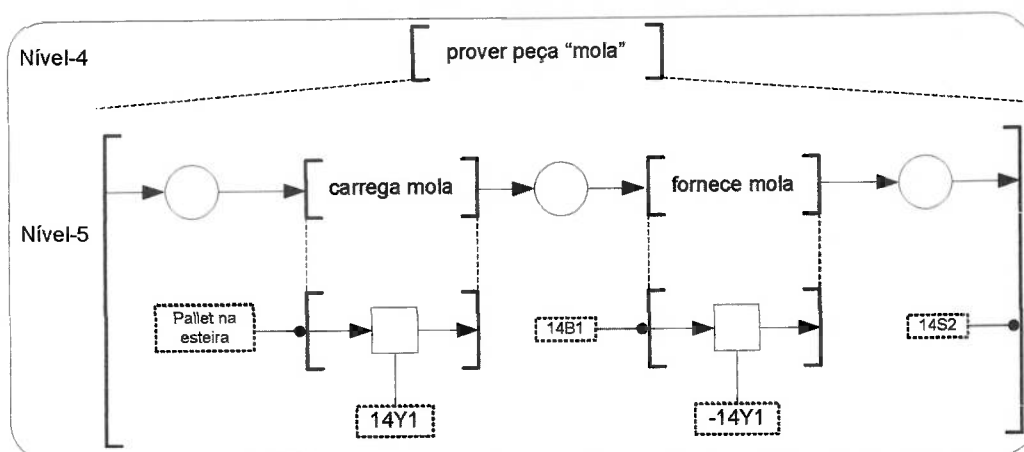 Nível-4
prover peça “mola”
carrega mola
fornece mola
Nível-5
Pallet na
esteira
14B1
14S2
14Y1
-14Y1